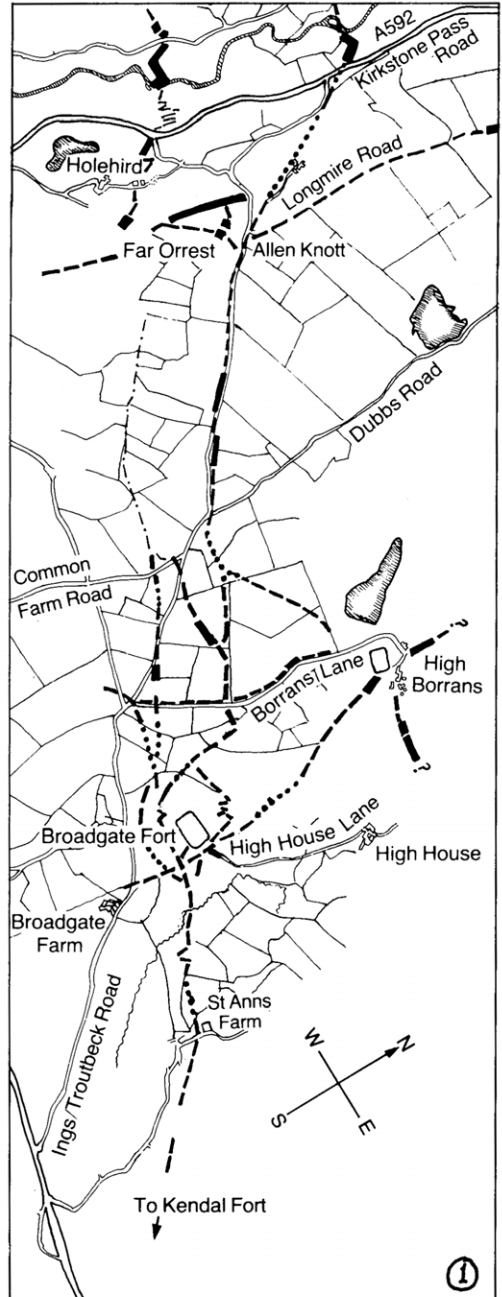 A592
Kirkstone Pass
Road
Holehird
Longmire Road
Far Orrest
Allen Knott
Dubbs Road
Common
Farm Road
Borrans Lane
High
Borrans
?
?
Broadgate Fort
High House Lane
High House
Broadgate
Farm
St Anns
Farm
Ings/Troutbeck Road
W
N
S
E
To Kendal Fort
1